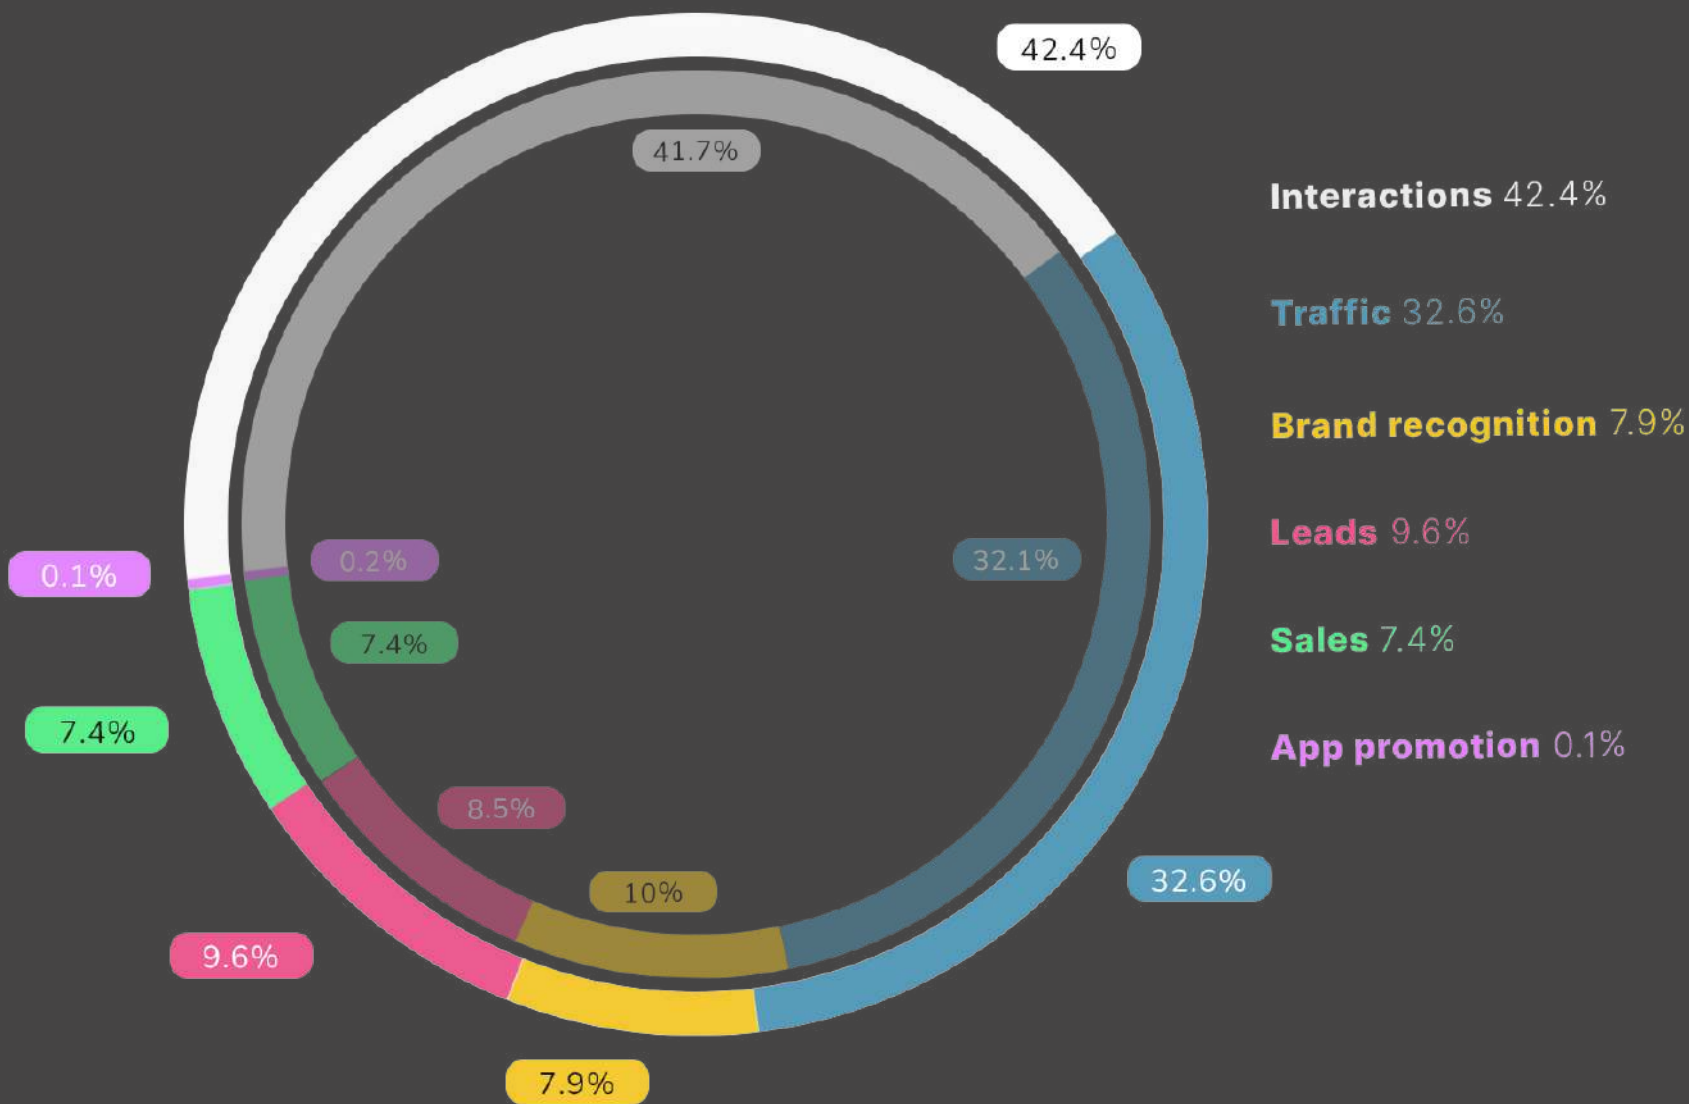 42.4%
41.7%
Interactions 42.4%
Traffic 32.6%
Brand recognition 7.9%
Leads 9.6%
0.2%
32.1%
0.1%
7.4%
Sales 7.4%
7.4%
App promotion 0.1%
8.5%
10%
32.6%
9.6%
7.9%